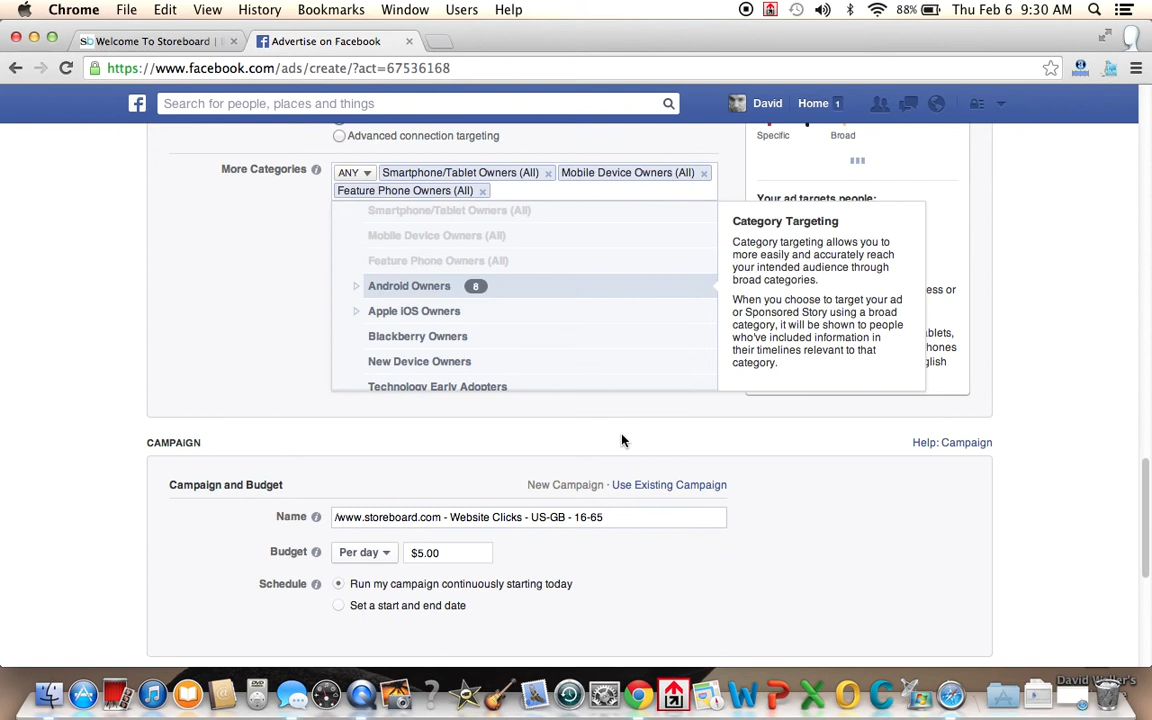 Chrome File Edit View History Bookmarks Window Users Help 88% Thu Feb 6 9:30 AM
Sb Welcome To Storeboard | Advertise on Facebook
https://www.facebook.com/ads/create/?act=67536168
f Search for people, places and things David Home 1
Advanced connection targeting
Specific Broad
More Categories ANY Smartphone/Tablet Owners (All) Mobile Device Owners (All)
Feature Phone Owners (All)
Your ad targets people:
Smartphone/Tablet Owners (All)
Mobile Device Owners (All)
Feature Phone Owners (All)
Android Owners 8
Apple iOS Owners
Blackberry Owners
New Device Owners
Technology Early Adopters
Category Targeting
Category targeting allows you to
more easily and accurately reach
your intended audience through
broad categories.
When you choose to target your ad
or Sponsored Story using a broad
category, it will be shown to people
who've included information in
their timelines relevant to that
category.
ess or
ablets,
hones
glish
CAMPAIGN Help: Campaign
Campaign and Budget New Campaign · Use Existing Campaign
Name /www.storeboard.com - Website Clicks - US-GB - 16-65
Budget Per day $5.00
Schedule Run my campaign continuously starting today
Set a start and end date